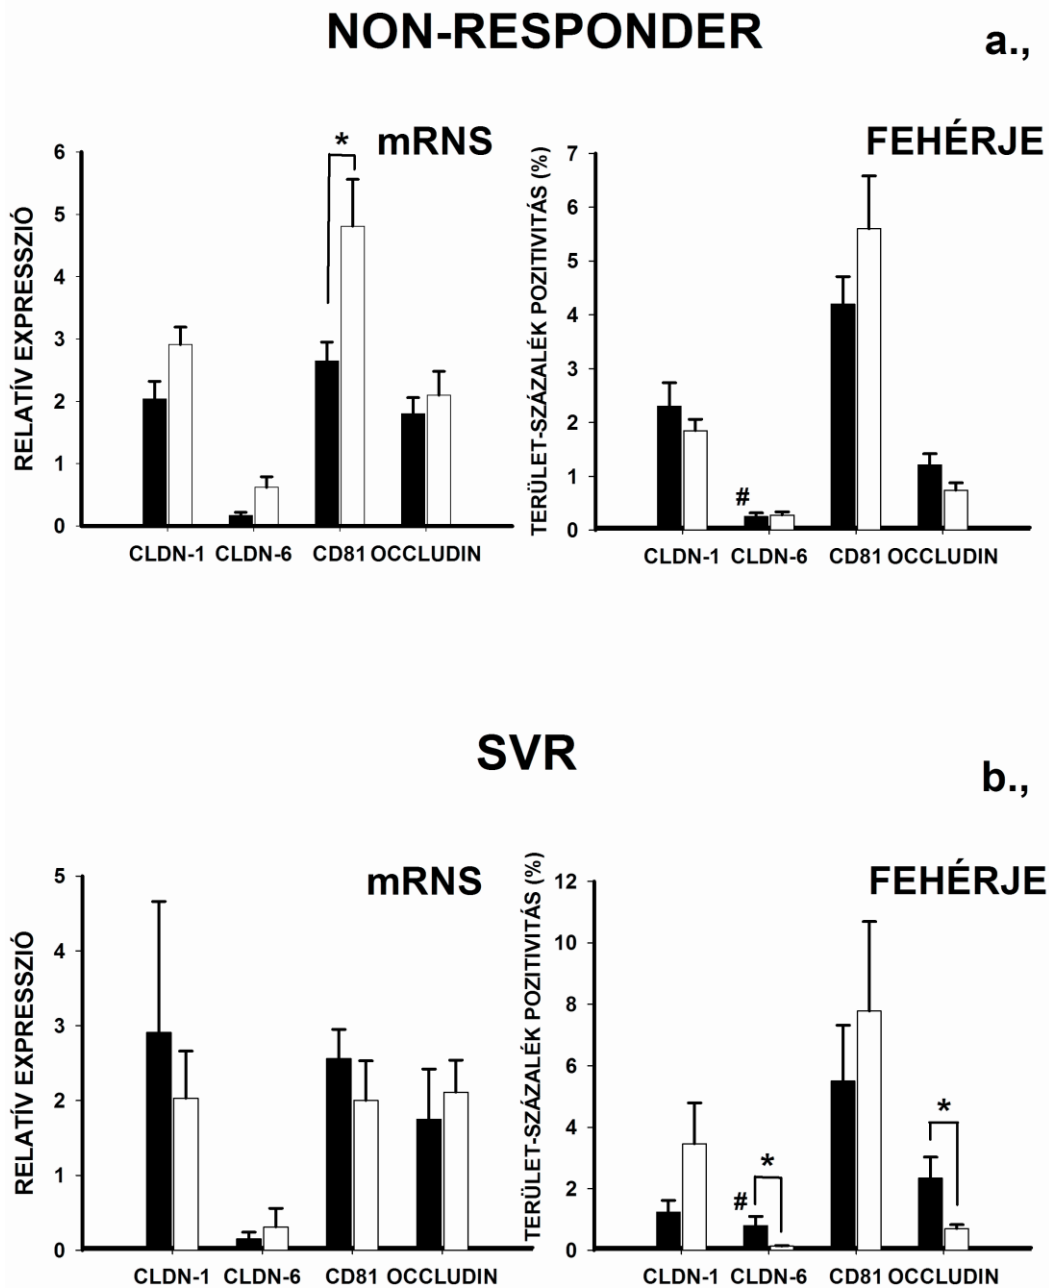 NON-RESPONDER
a.,
mRNS
RELATÍV EXPRESSZIÓ
6
5
4
3
2
1
0
*
CLDN-1 CLDN-6 CD81 OCCLUDIN
FEHÉRJE
TERÜLET-SZÁZALÉK POZITIVITÁS (%)
7
6
5
4
3
2
1
0
#
CLDN-1 CLDN-6 CD81 OCCLUDIN
SVR
b.,
mRNS
RELATÍV EXPRESSZIÓ
5
4
3
2
1
0
CLDN-1 CLDN-6 CD81 OCCLUDIN
FEHÉRJE
TERÜLET-SZÁZALÉK POZITIVITÁS (%)
12
10
8
6
4
2
0
*
*
#
CLDN-1 CLDN-6 CD81 OCCLUDIN